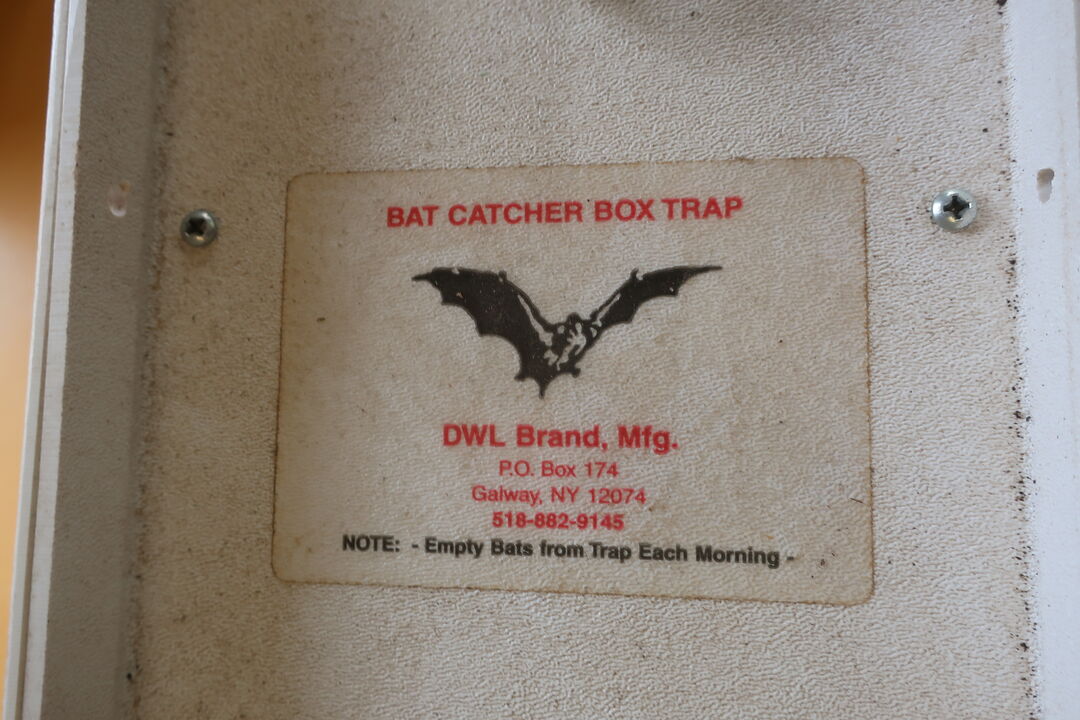 BAT CATCHER BOX TRAP
DWL Brand, Mfg.
P.O. Box 174
Galway, NY 12074
518-882-9145
NOTE: - Empty Bats from Trap Each Morning -